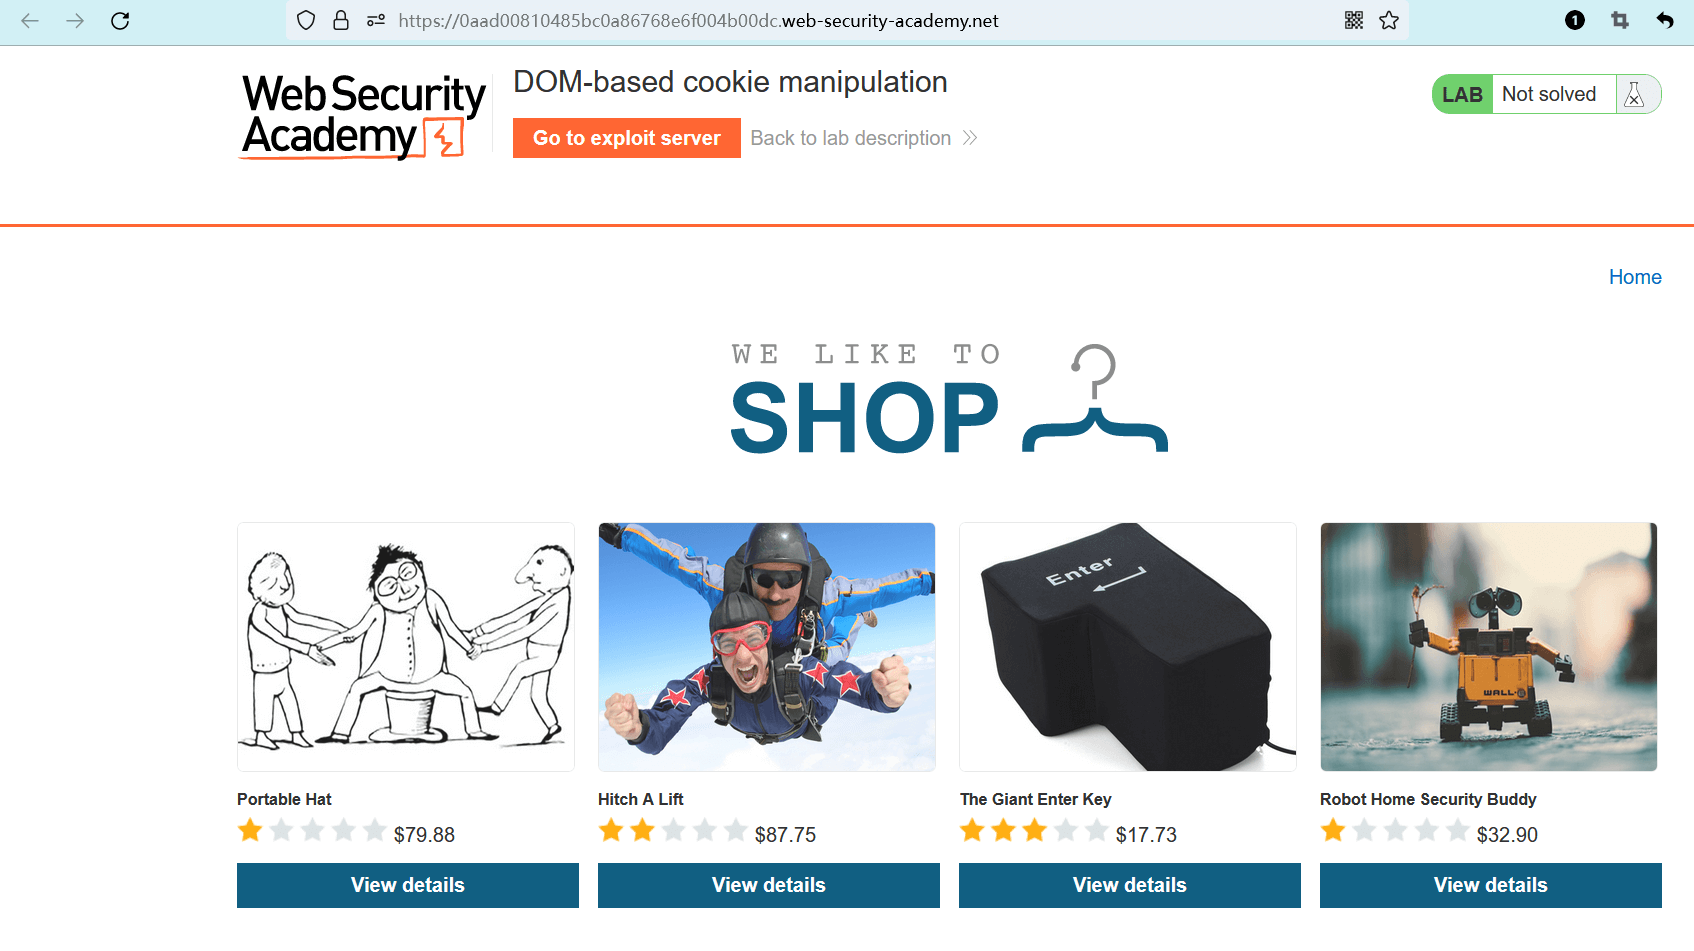 https://0aad00810485bc0a86768e6f004b00dc.web-security-academy.net
1
Web Security
Academy
DOM-based cookie manipulation
Go to exploit server
Back to lab description
LAB
Not solved
Home
WE LIKE TO
SHOP
Enter
WALL·E
Portable Hat
Hitch A Lift
The Giant Enter Key
Robot Home Security Buddy
$79.88
$87.75
$17.73
$32.90
View details
View details
View details
View details